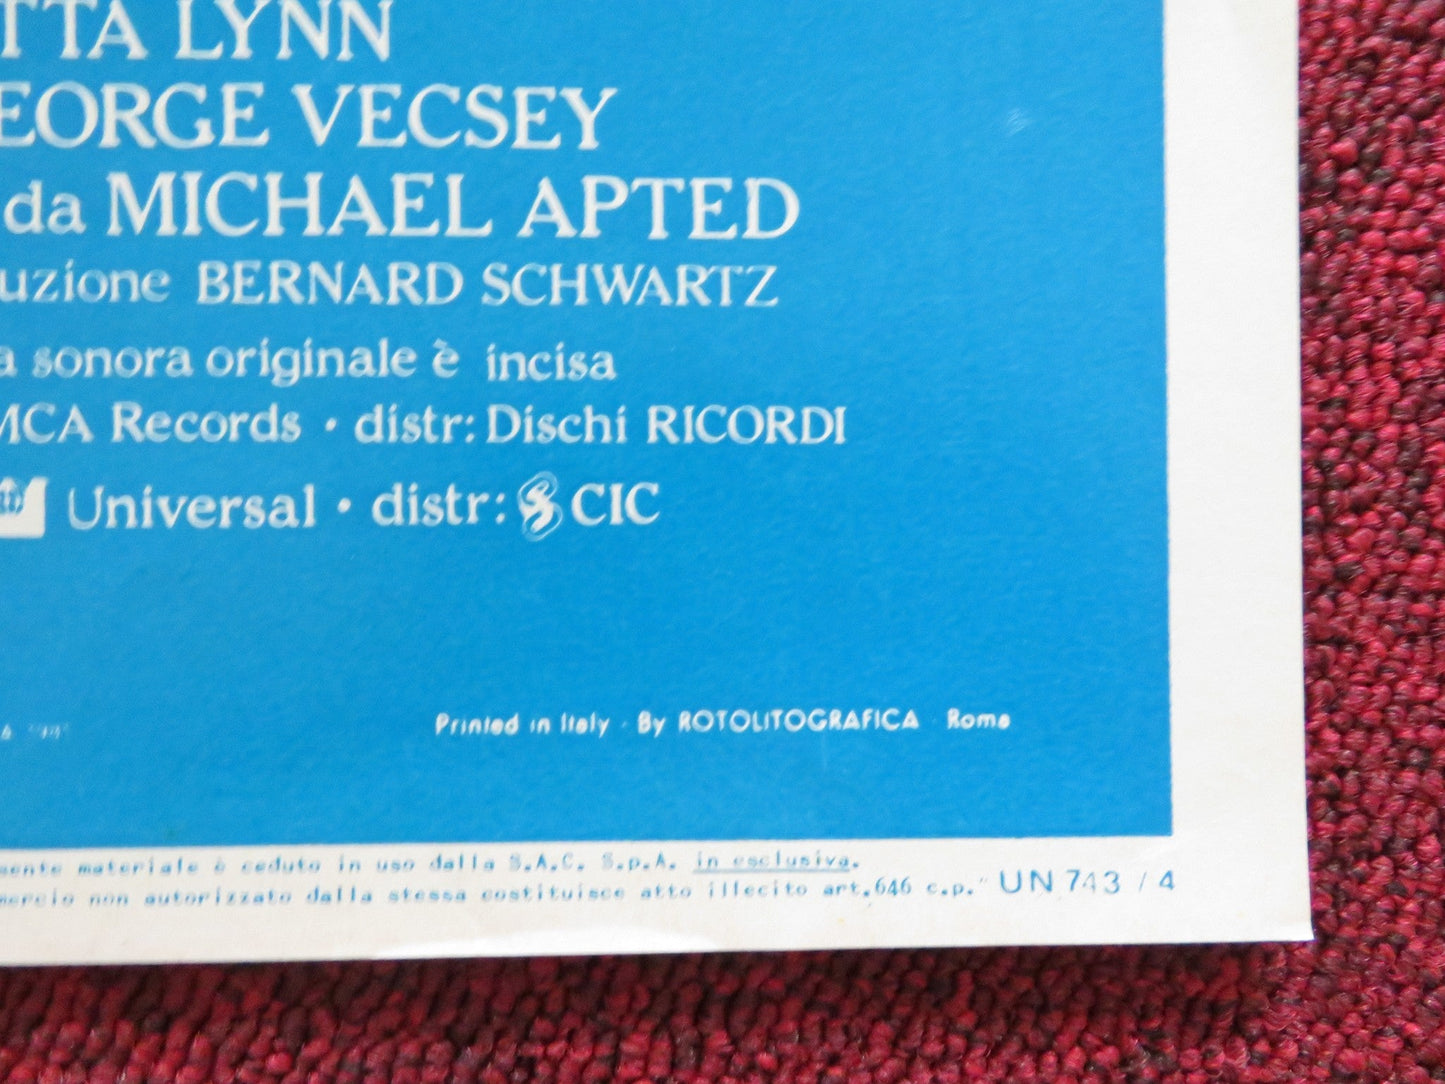 TTA LYNN
EORGE VECSEY
da MICHAEL APTED
uzione BERNARD SCHWARTZ
a sonora originale è incisa
MCA Records • distr: Dischi RICORDI
Universal • distr: CIC
Printed in Italy · By ROTOLITOGRAFICA · Roma
mente materiale è ceduto in uso dalla S.A.C. S.p.A. in esclusiva.
mercio non autorizzato dalla stessa costituisce atto illecito art.646 c.p." UN 743 / 4